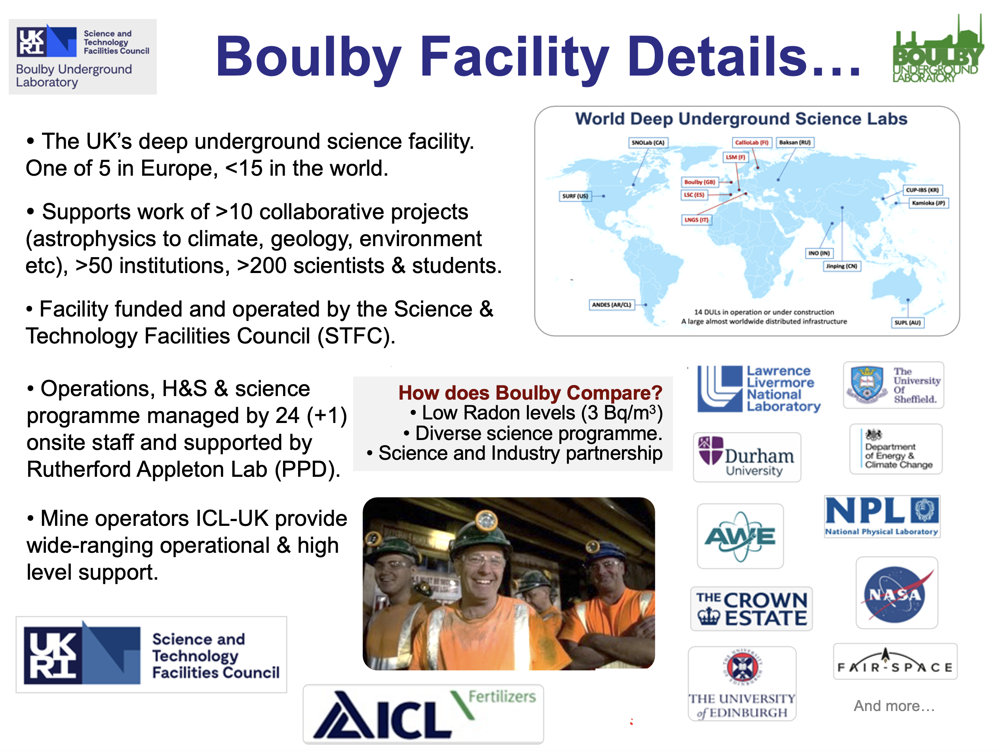 UK
RI
Science and
Technology
Facilities Council
Boulby Underground
Laboratory
Boulby Facility Details...
BOULBY
UNDERGROUND
LABORATORY
• The UK’s deep underground science facility.
One of 5 in Europe, <15 in the world.
• Supports work of >10 collaborative projects
(astrophysics to climate, geology, environment
etc), >50 institutions, >200 scientists & students.
• Facility funded and operated by the Science &
Technology Facilities Council (STFC).
• Operations, H&S & science
programme managed by 24 (+1)
onsite staff and supported by
Rutherford Appleton Lab (PPD).
• Mine operators ICL-UK provide
wide-ranging operational & high
level support.
World Deep Underground Science Labs
SNOLab (CA)
CallioLab (FI)
Baksan (RU)
LSM (F)
Boulby (GB)
SURF (US)
LSC (ES)
CUP-IBS (KR)
Kamioka (JP)
LNGS (IT)
INO (IN)
Jinping (CN)
ANDES (AR/CL)
SUPL (AU)
14 DULs in operation or under construction
A large almost worldwide distributed infrastructure
How does Boulby Compare?
• Low Radon levels (3 Bq/m³)
• Diverse science programme.
• Science and Industry partnership
Lawrence
Livermore
National
Laboratory
The
University
Of
Sheffield.
Durham
University
Department
of Energy &
Climate Change
AWE
NPL
National Physical Laboratory
THE CROWN
ESTATE
NASA
THE UNIVERSITY
of EDINBURGH
FAIR-SPACE
And more...
UK
RI
Science and
Technology
Facilities Council
ICL
Fertilizers